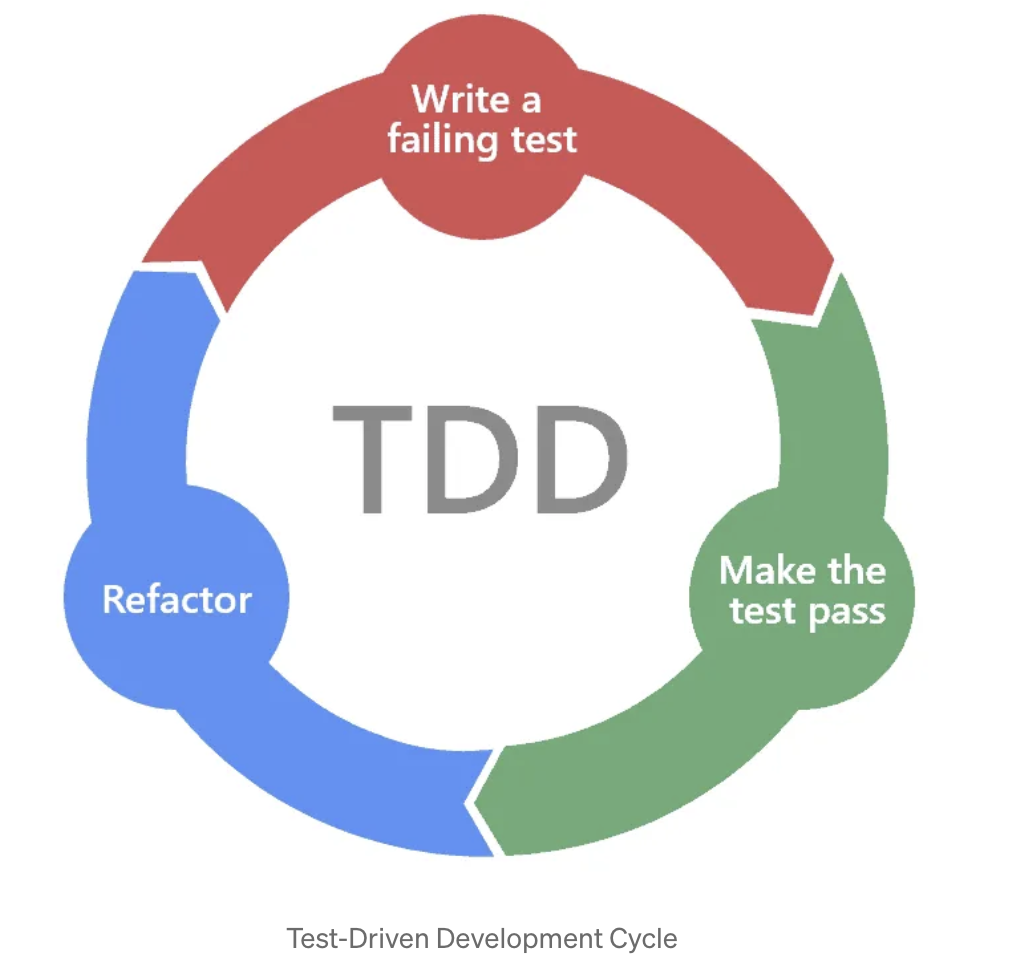 Write a
failing test
TDD
Make the
test pass
Refactor
Test-Driven Development Cycle